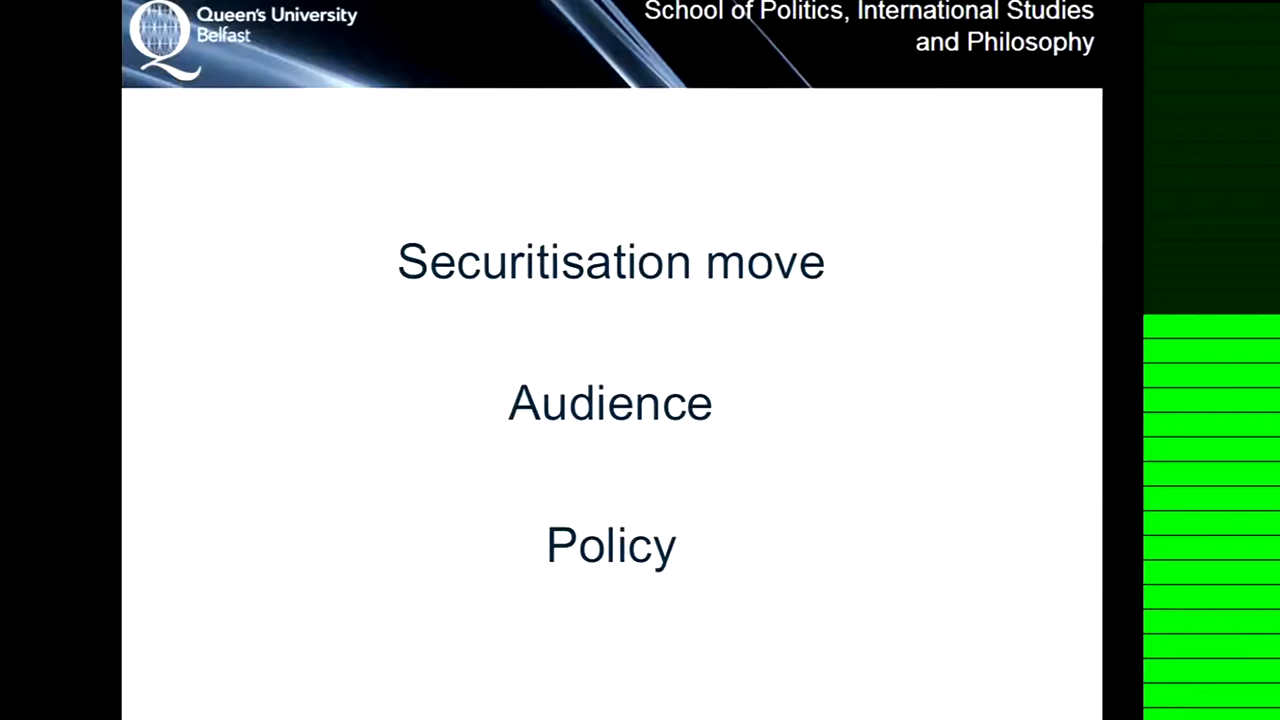 Queen's University
Belfast
School of Politics, International Studies
and Philosophy
Securitisation move
Audience
Policy